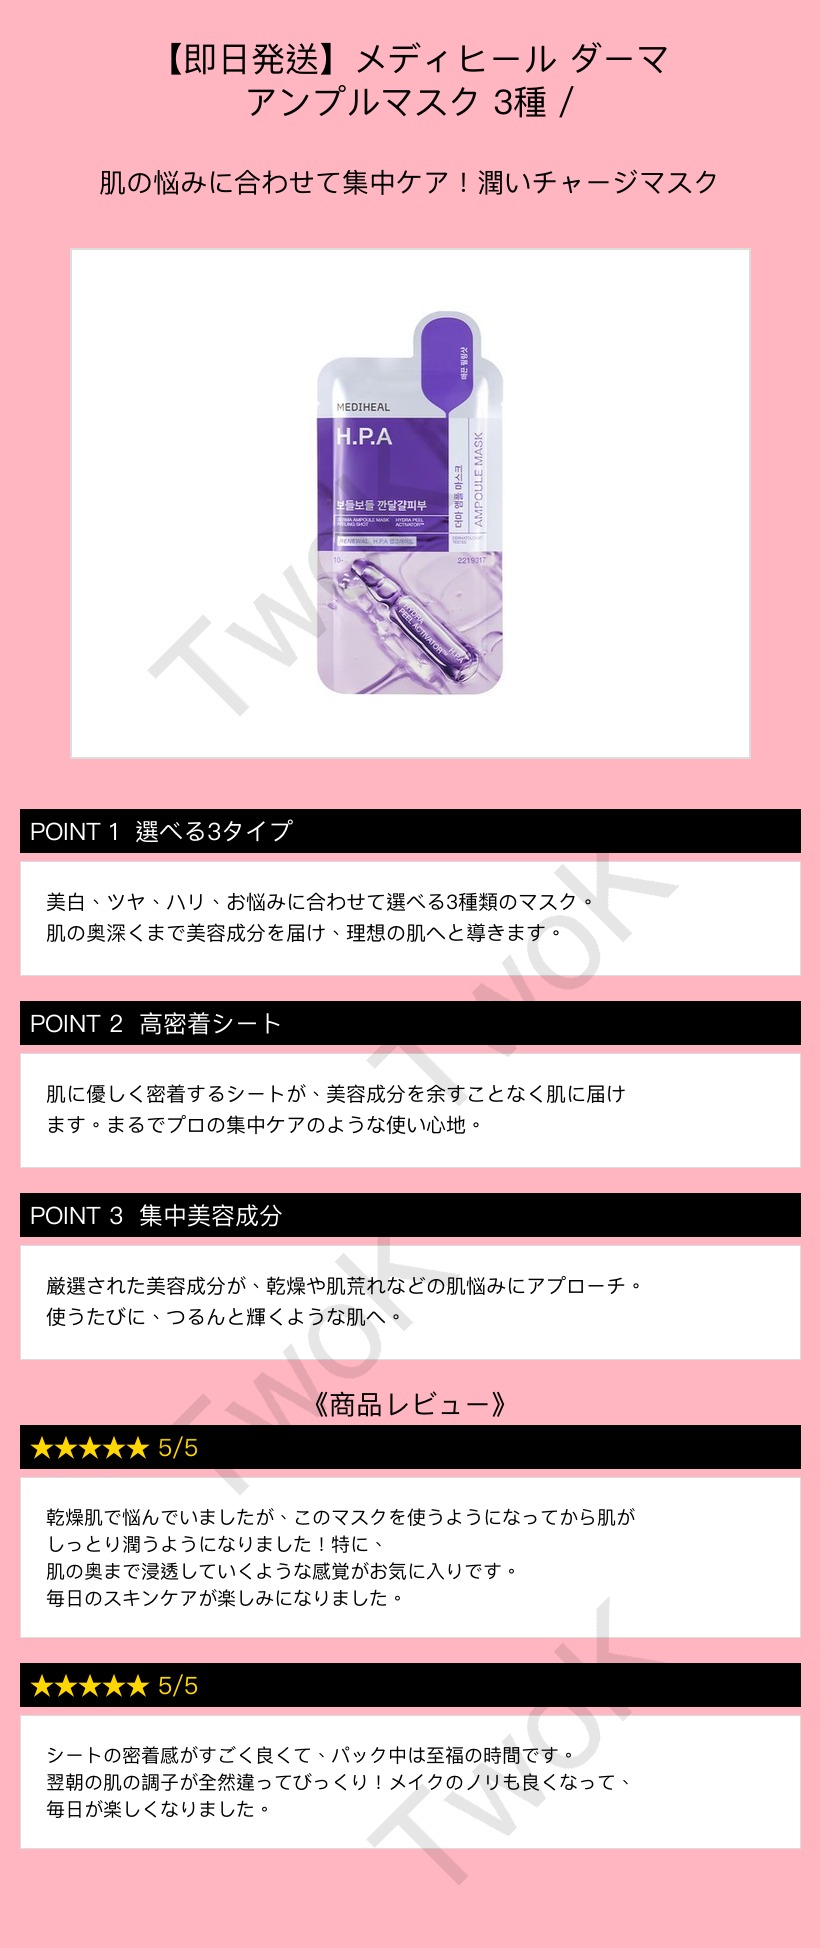 【即日発送】メディヒール ダーマ
アンプルマスク 3種 /
肌の悩みに合わせて集中ケア！潤いチャージマスク
때끈 필링샷
MEDIHEAL
H.P.A
보들보들 깐달걀피부
DERMA AMPOULE MASK
PEELING SHOT
HYDRA PEEL
ACTIVATOR™
RENEWAL H.P.A 업그레이드
더마 앰플 마스크
AMPOULE MASK
DERMATOLOGIST
TESTED
10-
2219317
HYDRA
PEEL ACTIVATOR™
H.P.A
TwoK
POINT 1 選べる3タイプ
美白、ツヤ、ハリ、お悩みに合わせて選べる3種類のマスク。
肌の奥深くまで美容成分を届け、理想の肌へと導きます。
TwoK
POINT 2 高密着シート
肌に優しく密着するシートが、美容成分を余すことなく肌に届け
ます。まるでプロの集中ケアのような使い心地。
POINT 3 集中美容成分
厳選された美容成分が、乾燥や肌荒れなどの肌悩みにアプローチ。
使うたびに、つるんと輝くような肌へ。
TwoK
《商品レビュー》
★★★★★ 5/5
乾燥肌で悩んでいましたが、このマスクを使うようになってから肌が
しっとり潤うようになりました！特に、
肌の奥まで浸透していくような感覚がお気に入りです。
毎日のスキンケアが楽しみになりました。
★★★★★ 5/5
シートの密着感がすごく良くて、パック中は至福の時間です。
翌朝の肌の調子が全然違ってびっくり！メイクのノリも良くなって、
毎日が楽しくなりました。
TwoK